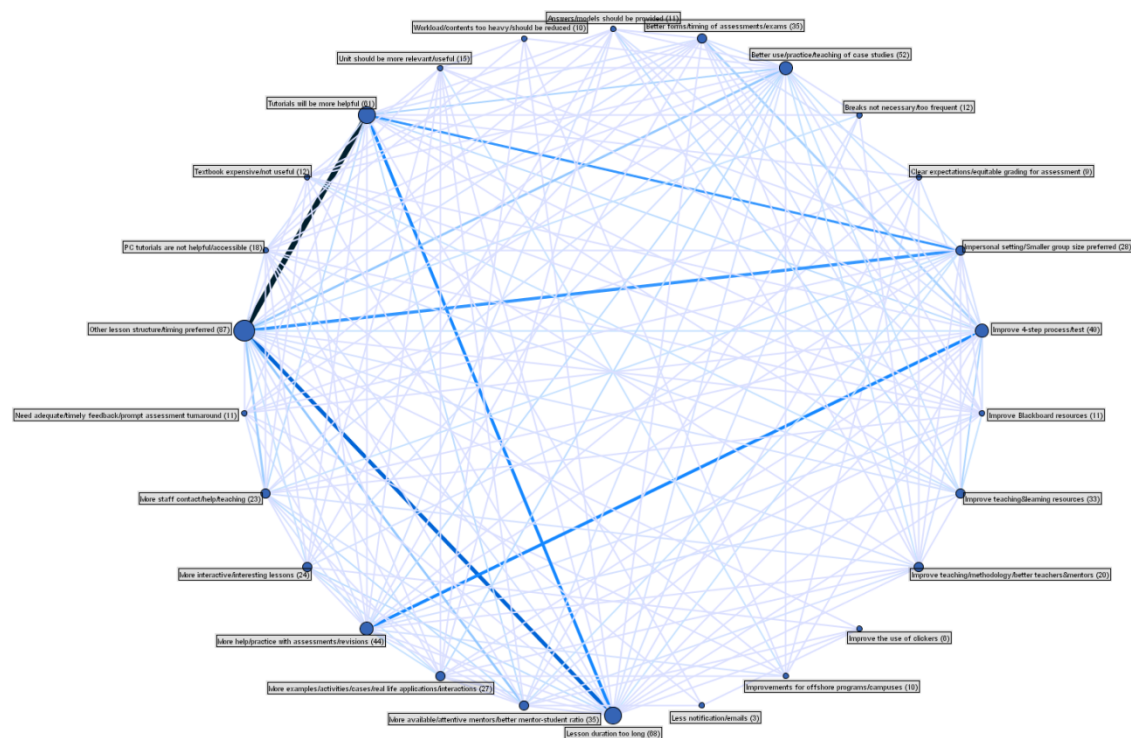 Answers/models should be provided (11)
Workload/contents too heavy/should be reduced (10)
Better forms/timing of assessments/exams (35)
Unit should be more relevant/useful (15)
Better use/practice/teaching of case studies (52)
Tutorials will be more helpful (61)
Breaks not necessary/too frequent (12)
Textbook expensive/not useful (12)
Clear expectations/equitable grading for assessment (9)
PC tutorials are not helpful/accessible (18)
Impersonal setting/Smaller group size preferred (28)
Other lesson structure/timing preferred (87)
Improve 4-step process/test (40)
Need adequate/timely feedback/prompt assessment turnaround (11)
Improve Blackboard resources (11)
More staff contact/help/teaching (23)
Improve teaching&learning resources (33)
More interactive/interesting lessons (24)
Improve teaching/methodology/better teachers&mentors (20)
More help/practice with assessments/revisions (44)
Improve the use of clickers
More examples/activities/cases/real life applications/interactions (27)
Improvements for offshore programs/campuses (10)
More available/attentive mentors/better mentor-student ratio (35)
Less notification/emails (3)
Lesson duration too long (68)